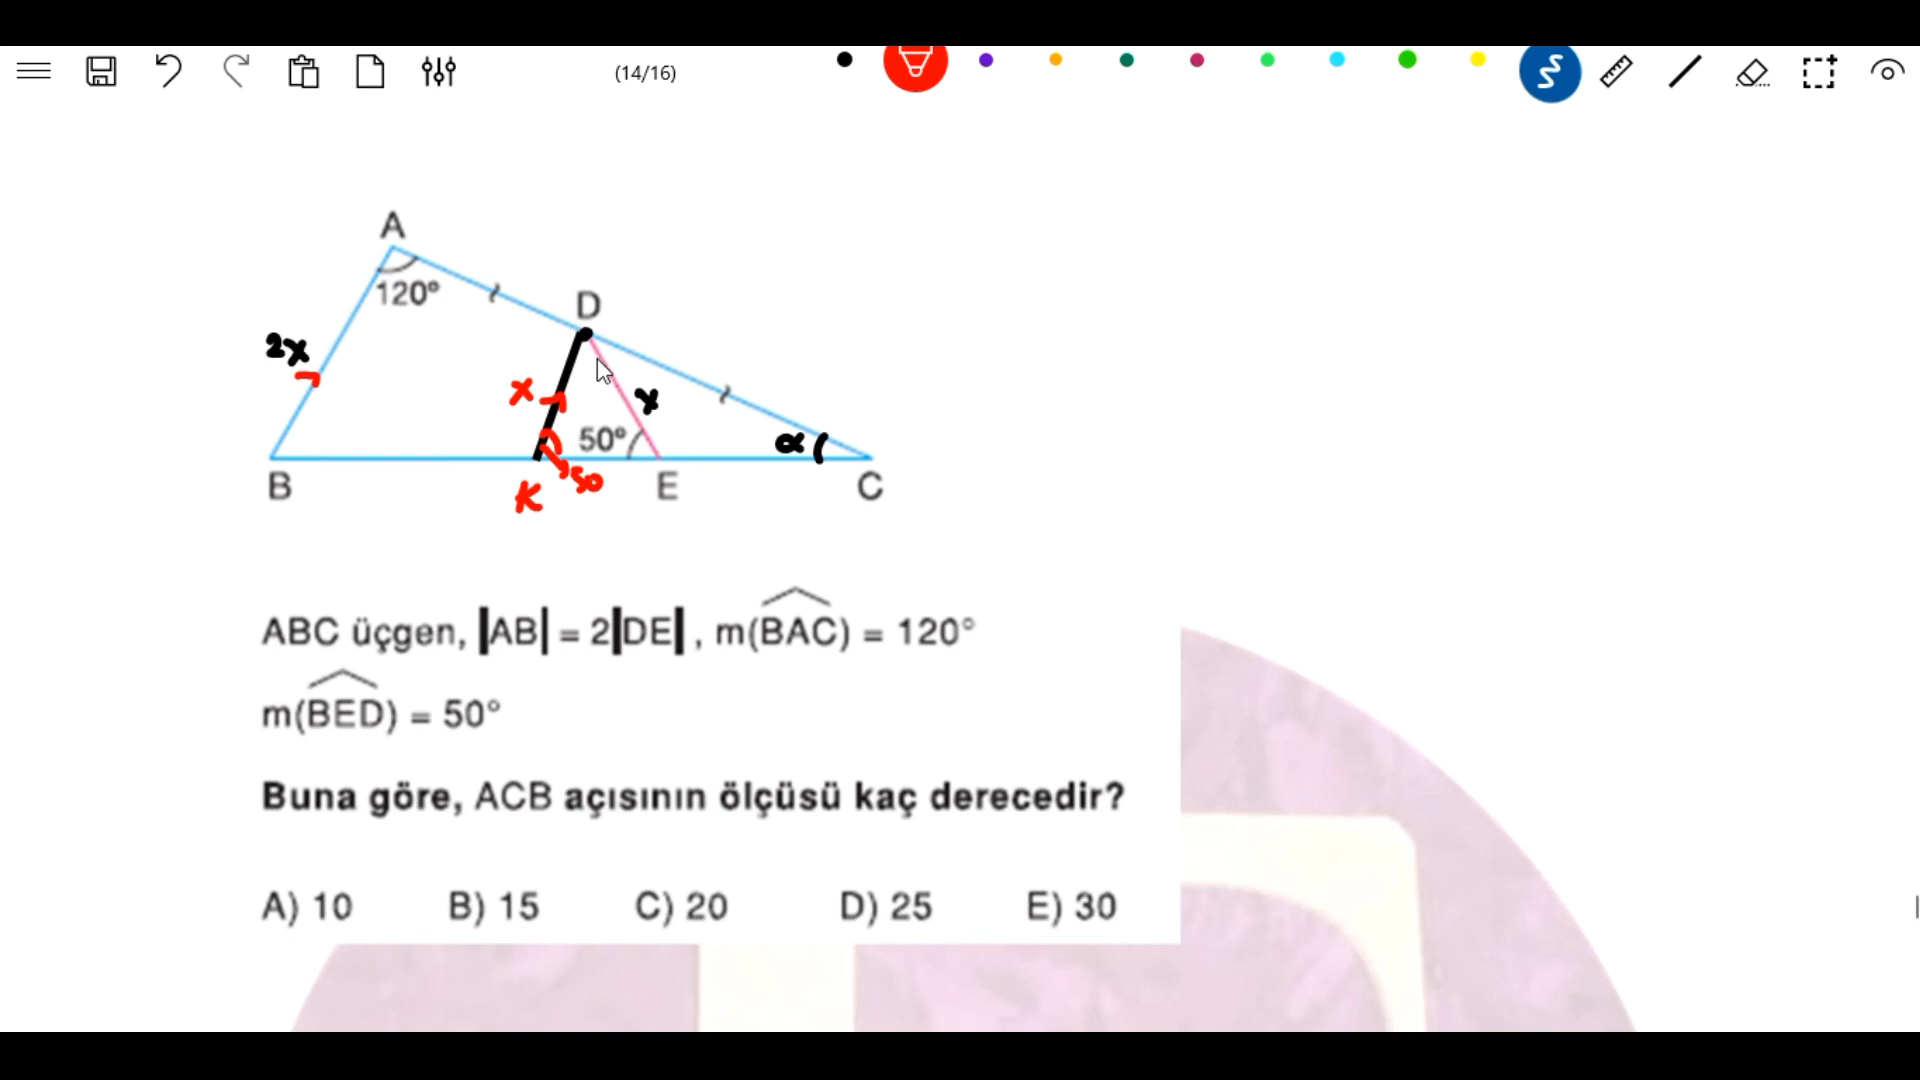 (14/16)
A
120°
D
2x
x
x
50°
α
B
K
50
E
C
ABC üçgen, |AB| = 2|DE| , m(BAC) = 120°
m(BED) = 50°
Buna göre, ACB açısının ölçüsü kaç derecedir?
A) 10 B) 15 C) 20 D) 25 E) 30